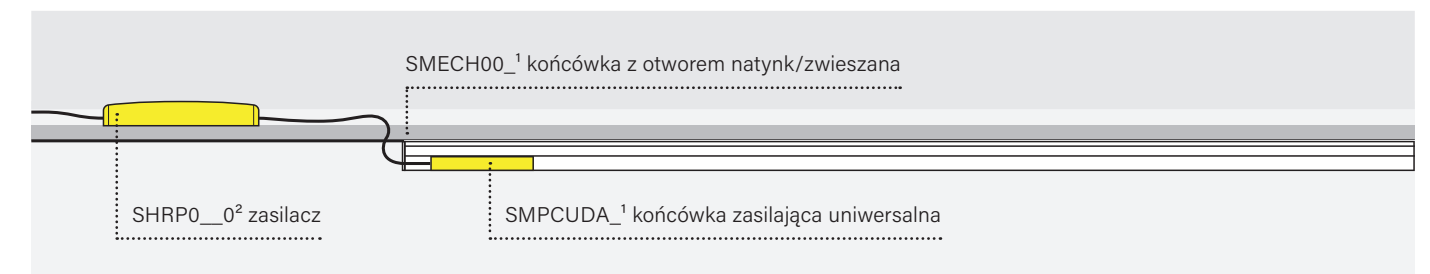 SMECH00_¹ końcówka z otworem natynk/zwieszana
SHRP0__0² zasilacz
SMPCUDA_¹ końcówka zasilająca uniwersalna